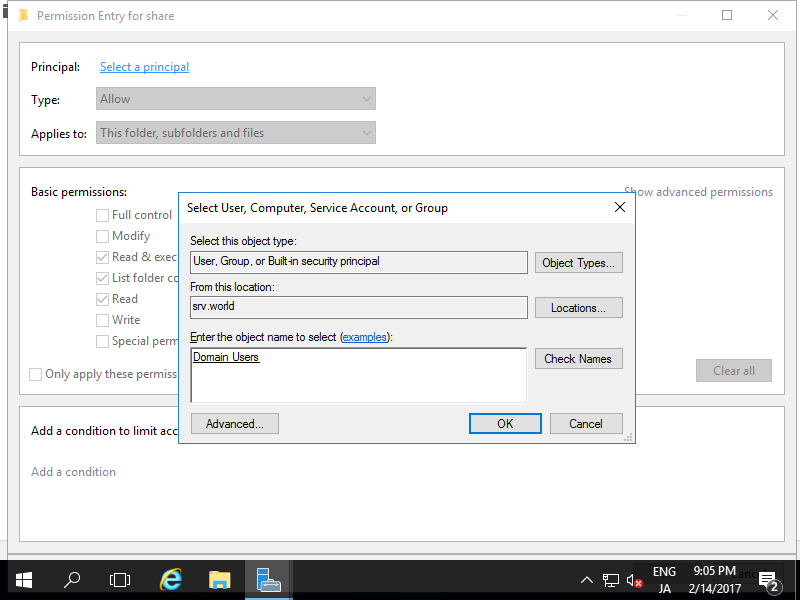 Permission Entry for share
Principal: Select a principal
Type: Allow
Applies to: This folder, subfolders and files
Basic permissions:
Show advanced permissions
Full control
Modify
Read & exec
List folder co
Read
Write
Special perm
Only apply these permiss
Clear all
Add a condition to limit acc
Add a condition
Select User, Computer, Service Account, or Group
Select this object type:
User, Group, or Built-in security principal
Object Types...
From this location:
srv.world
Locations...
Enter the object name to select (examples):
Domain Users
Check Names
Advanced...
OK
Cancel
ENG
JA
9:05 PM
2/14/2017
2